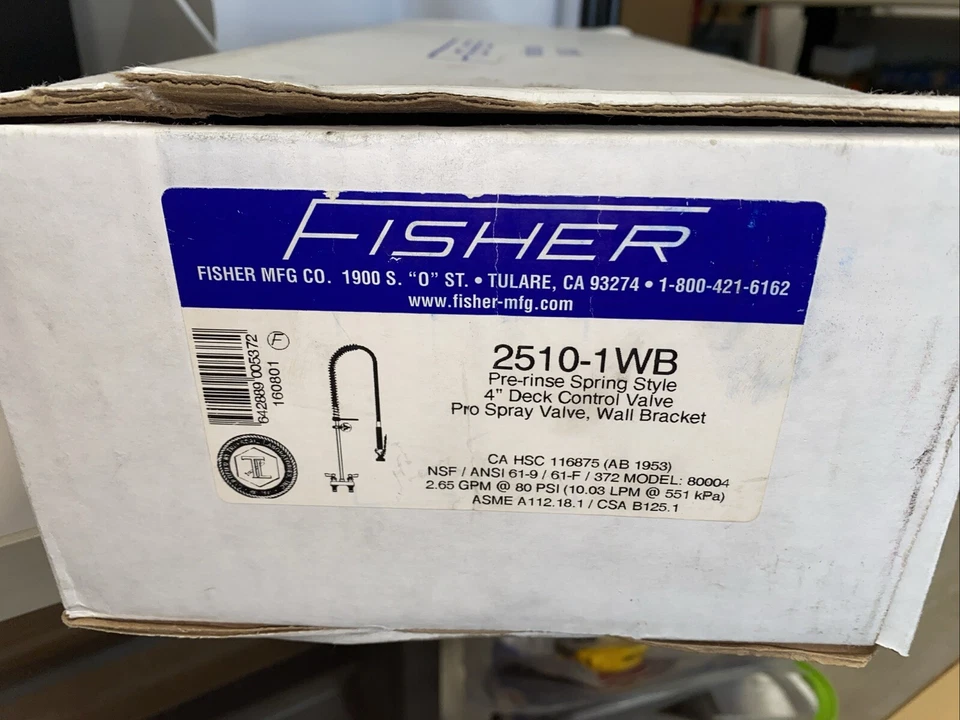 FISHER
FISHER MFG CO. 1900 S. "O" ST. • TULARE, CA 93274 • 1-800-421-6162
www.fisher-mfg.com
642889 005372
160801
F
2510-1WB
Pre-rinse Spring Style
4" Deck Control Valve
Pro Spray Valve, Wall Bracket
CA HSC 116875 (AB 1953)
NSF / ANSI 61-9 / 61-F / 372 MODEL: 80004
2.65 GPM @ 80 PSI (10.03 LPM @ 551 kPa)
ASME A112.18.1 / CSA B125.1